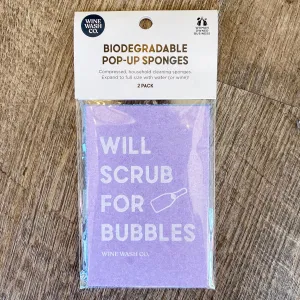 WINE
WASH
CO.
BIODEGRADABLE
POP-UP SPONGES
Compressed, household cleaning sponges.
Expand to full size with water (or wine!)
2 PACK
WILL
SCRUB
FOR
BUBBLES
WINE WASH CO.